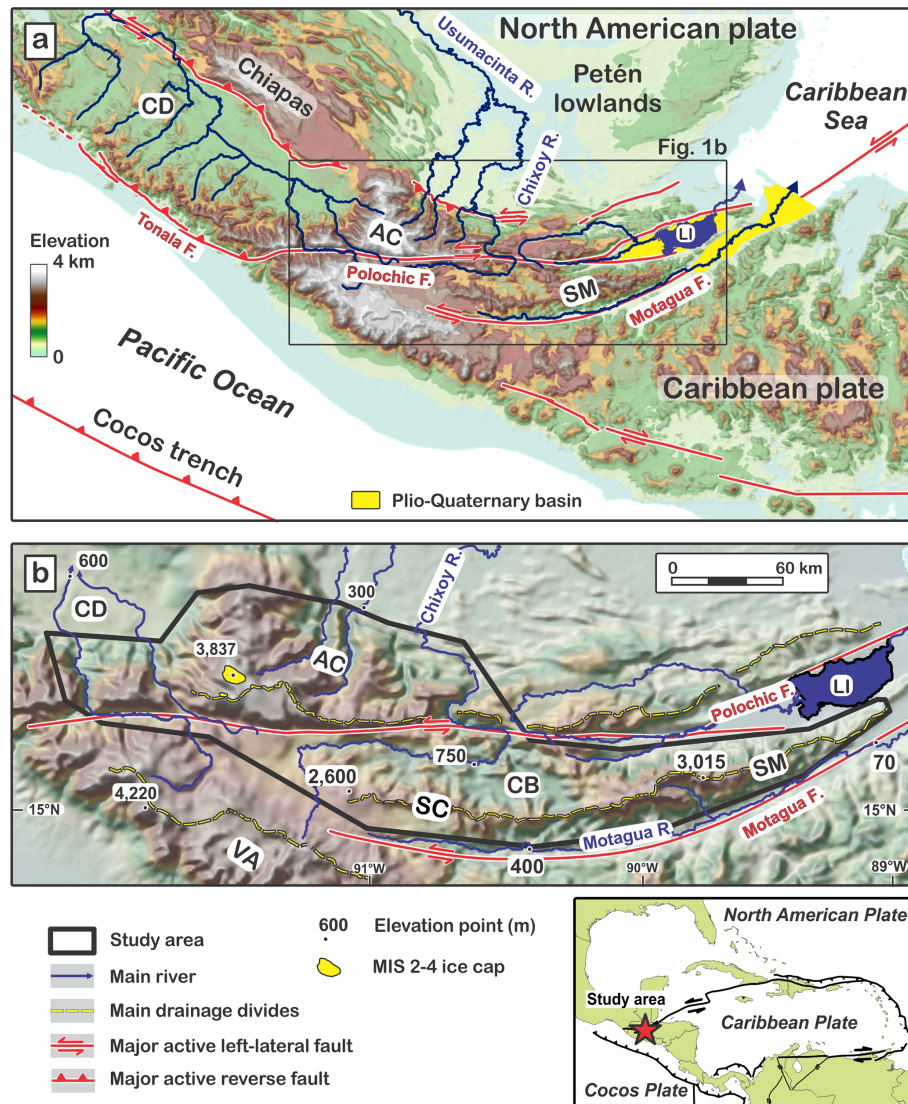 a
North American plate
Usumacinta R.
Petén
lowlands
Chiapas
CD
Caribbean
Sea
Chixoy R.
Fig. 1b
Tonala F.
AC
LI
Elevation
4 km
0
Polochic F.
SM
Motagua F.
Pacific Ocean
Caribbean plate
Cocos trench
Plio-Quaternary basin
b
600
CD
300
Chixoy R.
0
60 km
3,837
AC
LI
Polochic F.
750
CB
3,015
SM
70
2,600
4,220
SC
15°N
15°N
Motagua F.
Motagua R.
VA
91°W
400
90°W
89°W
Study area
600
Elevation point (m)
Main river
MIS 2-4 ice cap
Main drainage divides
Major active left-lateral fault
Major active reverse fault
North American Plate
Study area
Caribbean Plate
Cocos Plate